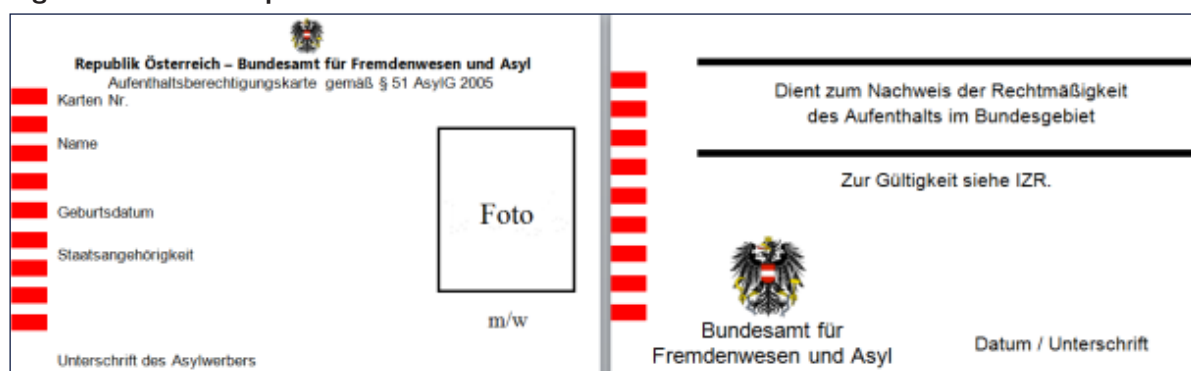 Republik Österreich – Bundesamt für Fremdenwesen und Asyl
Aufenthaltsberechtigungskarte gemäß § 51 AsylG 2005
Karten Nr.
Name
Foto
Geburtsdatum
Staatsangehörigkeit
m/w
Unterschrift des Asylwerbers
Dient zum Nachweis der Rechtmäßigkeit
des Aufenthalts im Bundesgebiet
Zur Gültigkeit siehe IZR.
Bundesamt für
Fremdenwesen und Asyl
Datum / Unterschrift